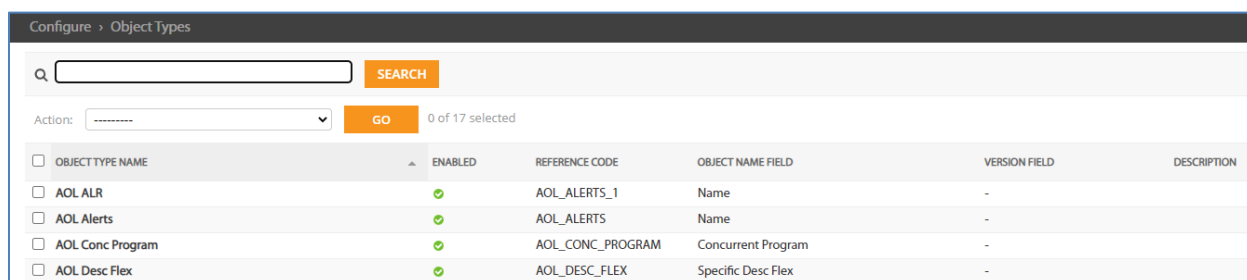 Configure › Object Types
SEARCH
Action: --------- GO 0 of 17 selected
OBJECT TYPE NAME ENABLED REFERENCE CODE OBJECT NAME FIELD VERSION FIELD DESCRIPTION
AOL ALR AOL_ALERTS_1 Name -
AOL Alerts AOL_ALERTS Name -
AOL Conc Program AOL_CONC_PROGRAM Concurrent Program -
AOL Desc Flex AOL_DESC_FLEX Specific Desc Flex -